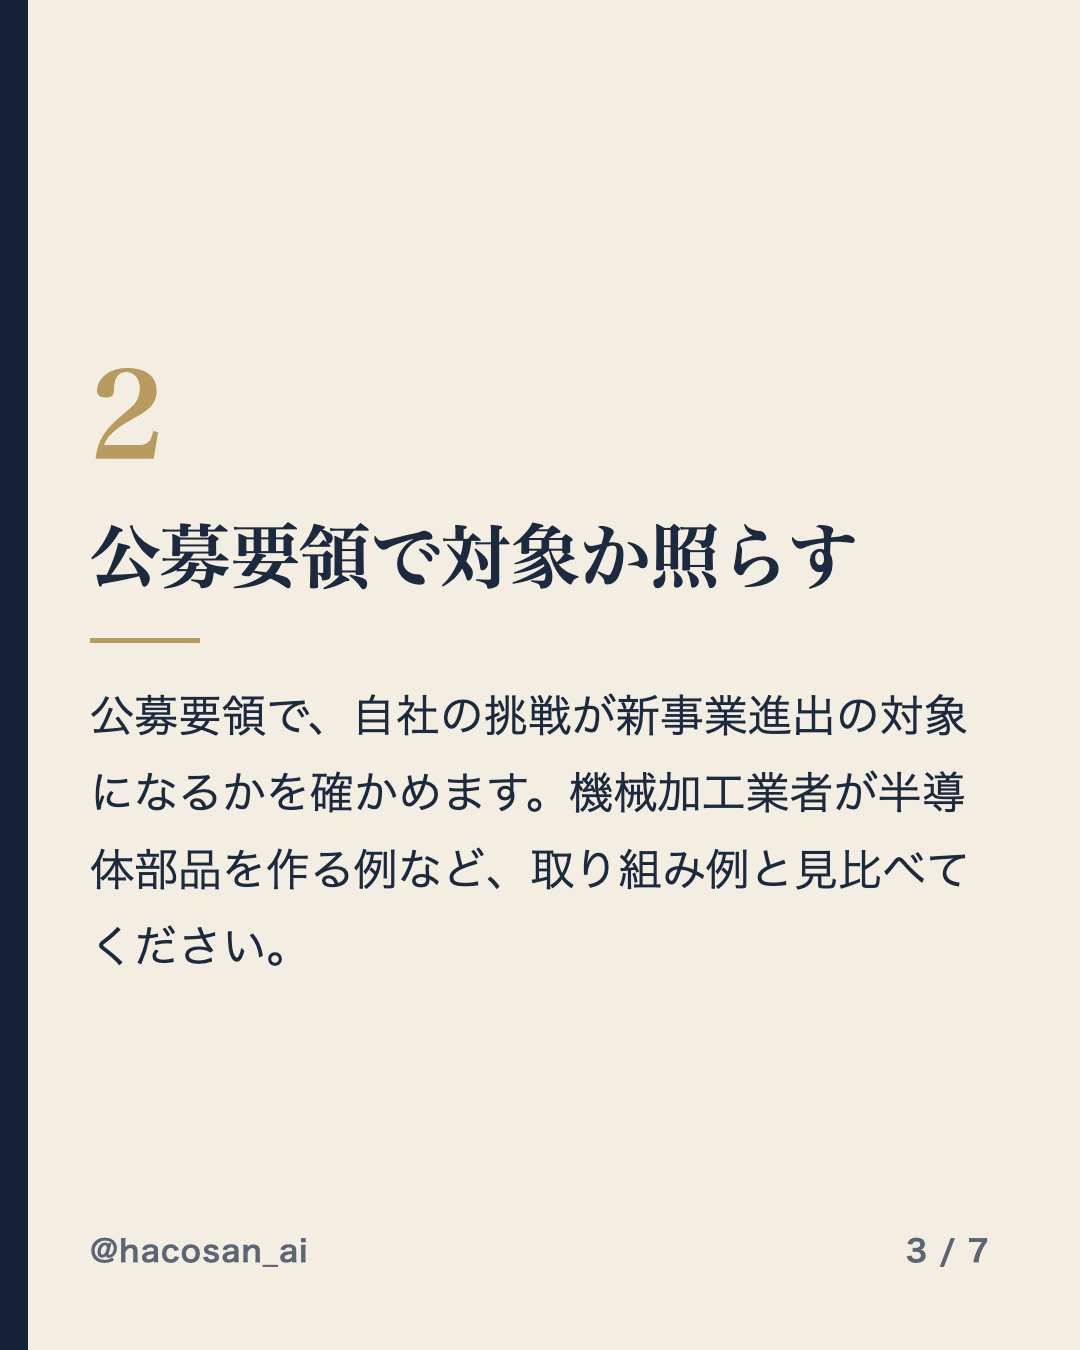 2
公募要領で対象か照らす
公募要領で、自社の挑戦が新事業進出の対象
になるかを確かめます。機械加工業者が半導
体部品を作る例など、取り組み例と見比べて
ください。
@hacosan_ai
3 / 7